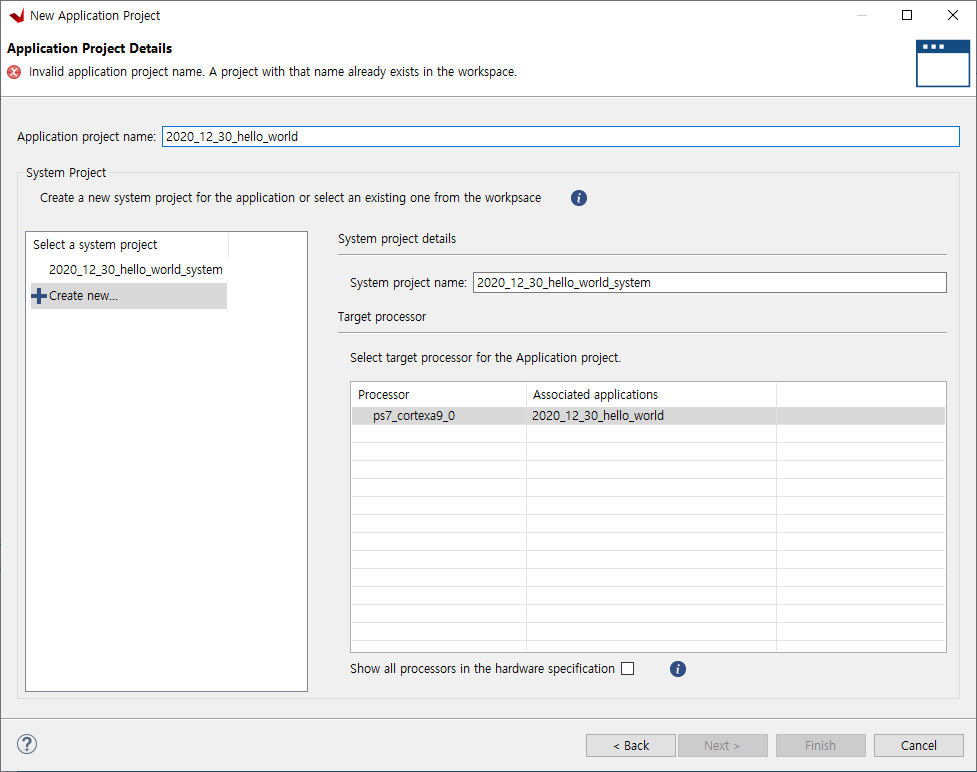 New Application Project
Application Project Details
Invalid application project name. A project with that name already exists in the workspace.
Application project name: 2020_12_30_hello_world
System Project
Create a new system project for the application or select an existing one from the workpsace
Select a system project
2020_12_30_hello_world_system
Create new...
System project details
System project name: 2020_12_30_hello_world_system
Target processor
Select target processor for the Application project.
Processor Associated applications
ps7_cortexa9_0 2020_12_30_hello_world
Show all processors in the hardware specification
< Back Next > Finish Cancel